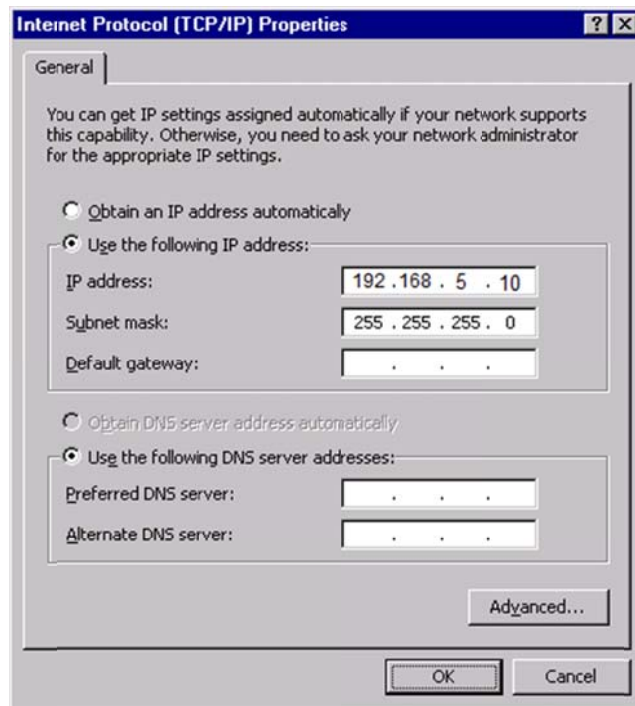 Internet Protocol (TCP/IP) Properties
General
You can get IP settings assigned automatically if your network supports
this capability. Otherwise, you need to ask your network administrator
for the appropriate IP settings.
Obtain an IP address automatically
Use the following IP address:
IP address: 192 . 168 . 5 . 10
Subnet mask: 255 . 255 . 255 . 0
Default gateway: . . .
Obtain DNS server address automatically
Use the following DNS server addresses:
Preferred DNS server: . . .
Alternate DNS server: . . .
Advanced...
OK Cancel